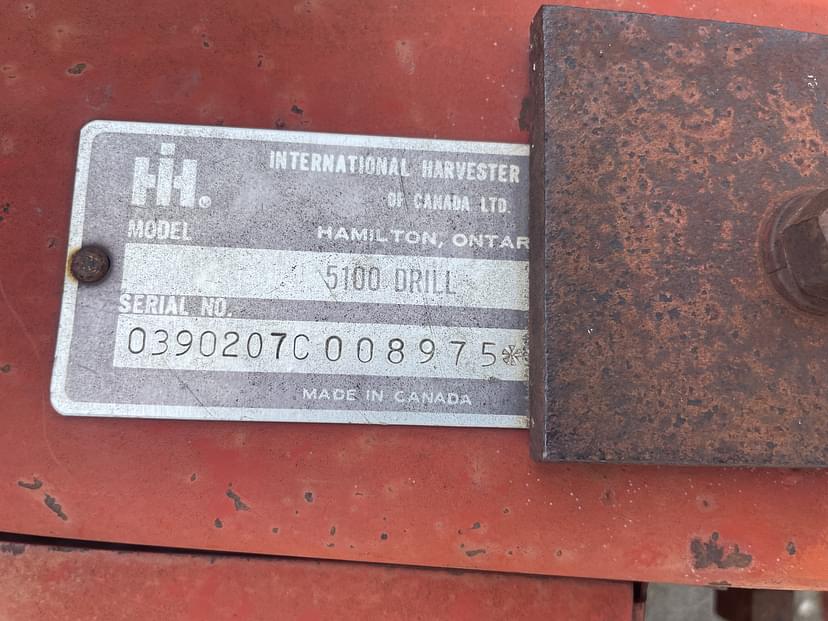 IH.
INTERNATIONAL HARVESTER
OF CANADA LTD.
MODEL
HAMILTON, ONTAR
5100 DRILL
SERIAL NO.
0390207C008975*
MADE IN CANADA